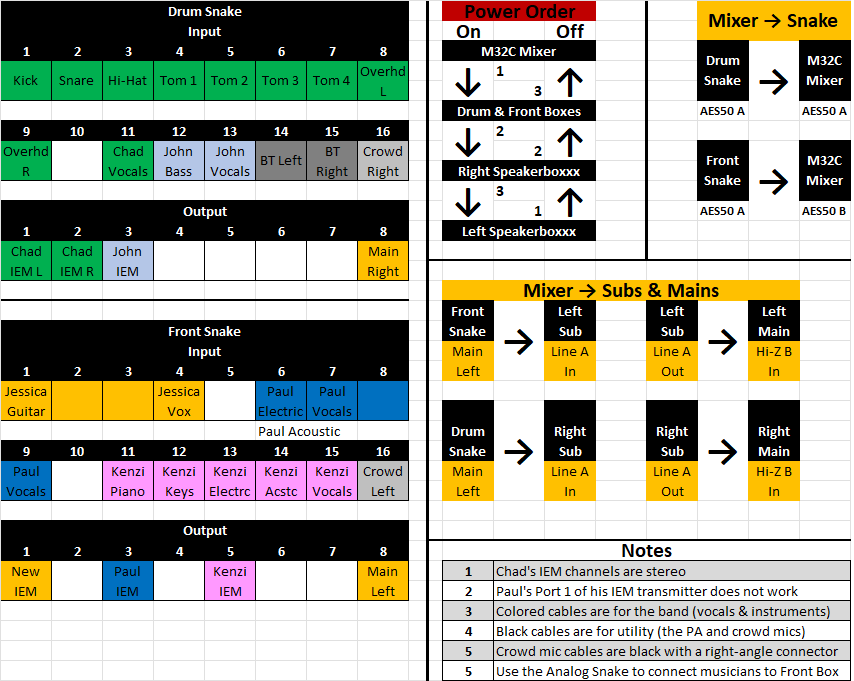 Drum Snake
Input
1 2 3 4 5 6 7 8
Kick Snare Hi-Hat Tom 1 Tom 2 Tom 3 Tom 4 Overhd L
9 10 11 12 13 14 15 16
Overhd R Chad Vocals John Bass John Vocals BT Left BT Right Crowd Right
Output
1 2 3 4 5 6 7 8
Chad IEM L Chad IEM R John IEM Main Right
Front Snake
Input
1 2 3 4 5 6 7 8
Jessica Guitar Jessica Vox Paul Electric Paul Vocals
Paul Acoustic
9 10 11 12 13 14 15 16
Paul Vocals Kenzi Piano Kenzi Keys Kenzi Electrc Kenzi Acstc Kenzi Vocals Crowd Left
Output
1 2 3 4 5 6 7 8
New IEM Paul IEM Kenzi IEM Main Left
Power Order
On Off
M32C Mixer
↓ 1 3 ↑
Drum & Front Boxes
↓ 2 2 ↑
Right Speakerboxxx
↓ 3 1 ↑
Left Speakerboxxx
Mixer → Snake
Drum Snake → M32C Mixer
AES50 A AES50 A
Front Snake → M32C Mixer
AES50 A AES50 B
Mixer → Subs & Mains
Front Snake → Left Sub Left Sub → Left Main
Main Left Line A In Line A Out Hi-Z B In
Drum Snake → Right Sub Right Sub → Right Main
Main Left Line A In Line A Out Hi-Z B In
Notes
1 Chad's IEM channels are stereo
2 Paul's Port 1 of his IEM transmitter does not work
3 Colored cables are for the band (vocals & instruments)
4 Black cables are for utility (the PA and crowd mics)
5 Crowd mic cables are black with a right-angle connector
5 Use the Analog Snake to connect musicians to Front Box